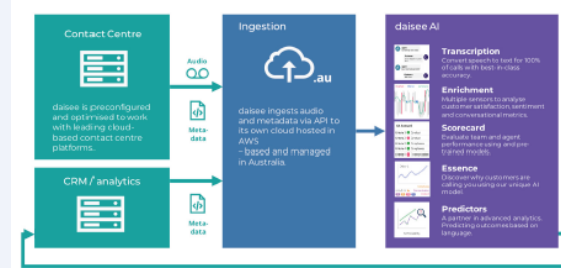 Contact Centre
daisee is preconfigured
and optimised to work
with leading cloud-
based contact centre
platforms.
CRM / analytics
Audio
Meta-
data
Meta-
data
Ingestion
.au
daisee ingests audio
and metadata via API to
its own cloud hosted in
AWS
– based and managed
in Australia.
daisee AI
Transcription
Convert speech to text for 100%
of calls with best-in-class
accuracy.
Enrichment
Multiple sensors to analyse
customer satisfaction, sentiment
and conversational metrics.
Scorecard
Evaluate team and agent
performance using and pre-
trained models.
Essence
Discover why customers are
calling you using our unique AI
model.
Predictors
A partner in advanced analytics.
Predicting outcomes based on
language.